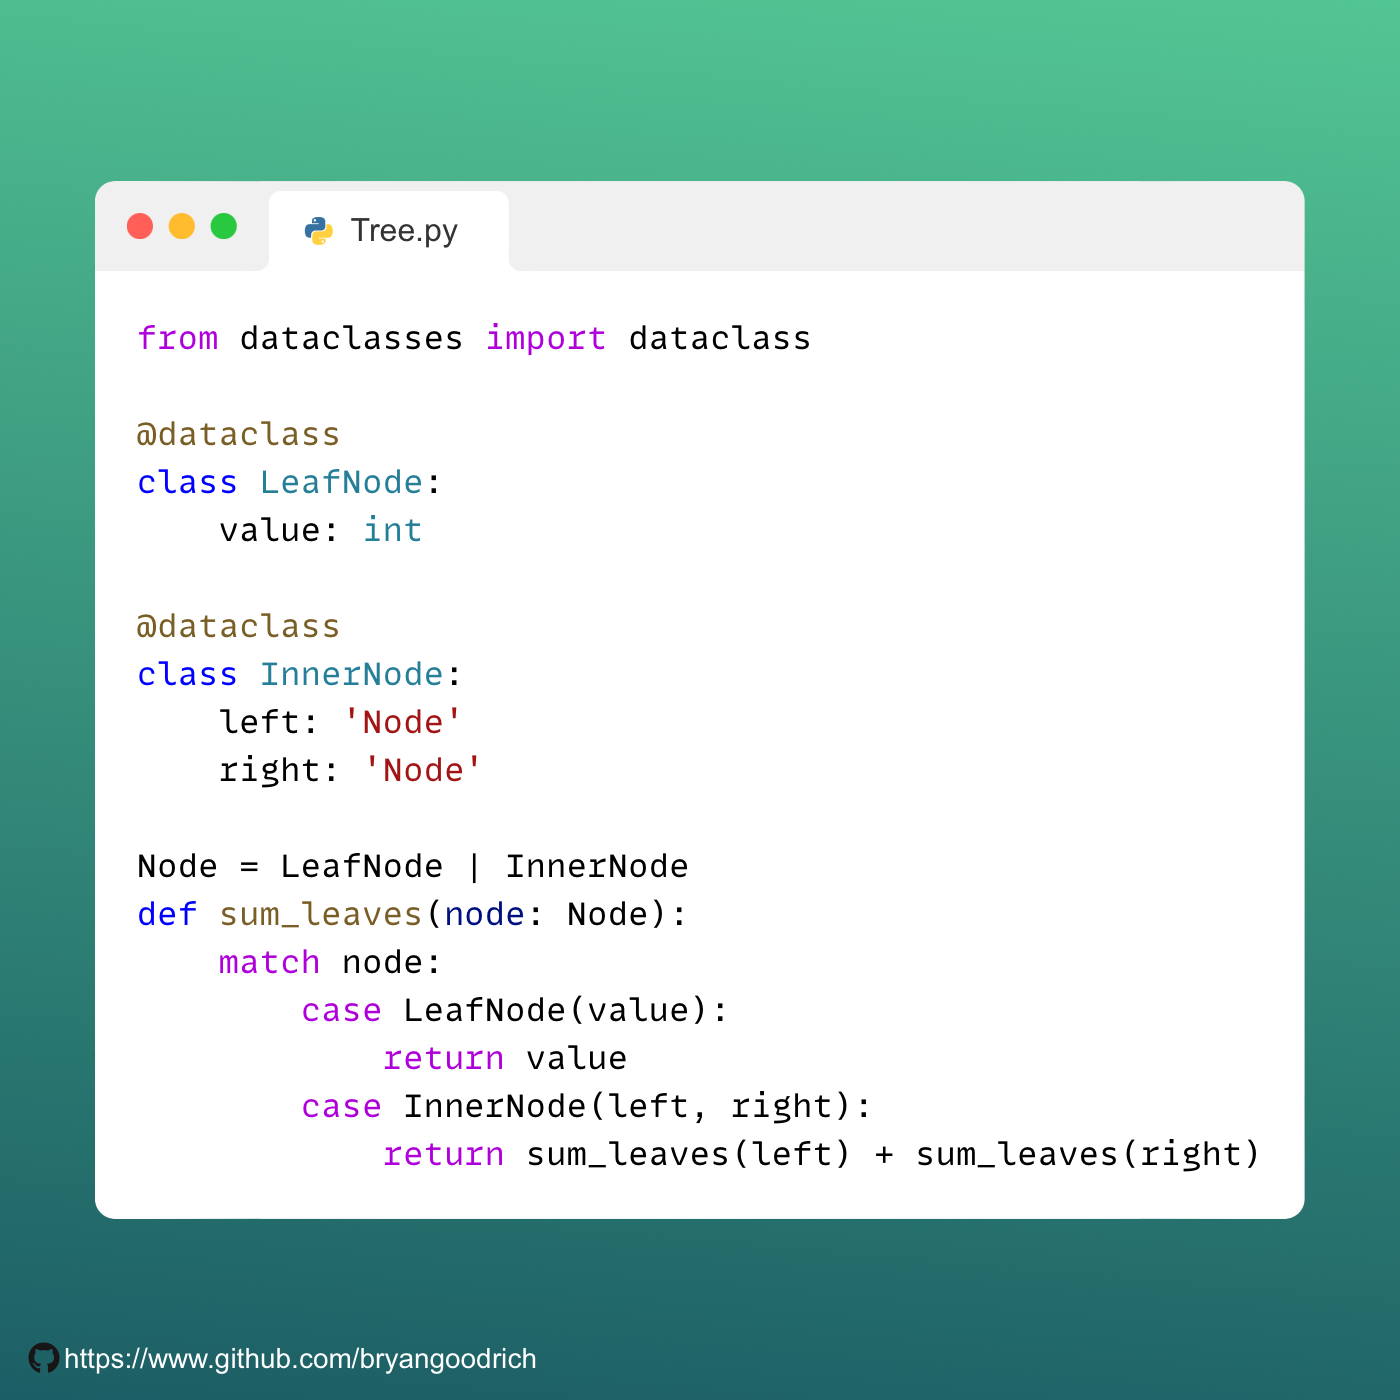 Tree.py
from dataclasses import dataclass

@dataclass
class LeafNode:
    value: int

@dataclass
class InnerNode:
    left: 'Node'
    right: 'Node'

Node = LeafNode | InnerNode
def sum_leaves(node: Node):
    match node:
        case LeafNode(value):
            return value
        case InnerNode(left, right):
            return sum_leaves(left) + sum_leaves(right)
https://www.github.com/bryangoodrich